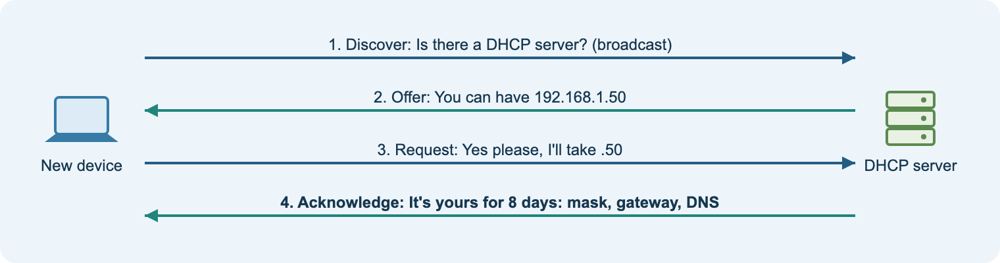 1. Discover: Is there a DHCP server? (broadcast)
2. Offer: You can have 192.168.1.50
3. Request: Yes please, I'll take .50
New device
DHCP server
4. Acknowledge: It's yours for 8 days: mask, gateway, DNS